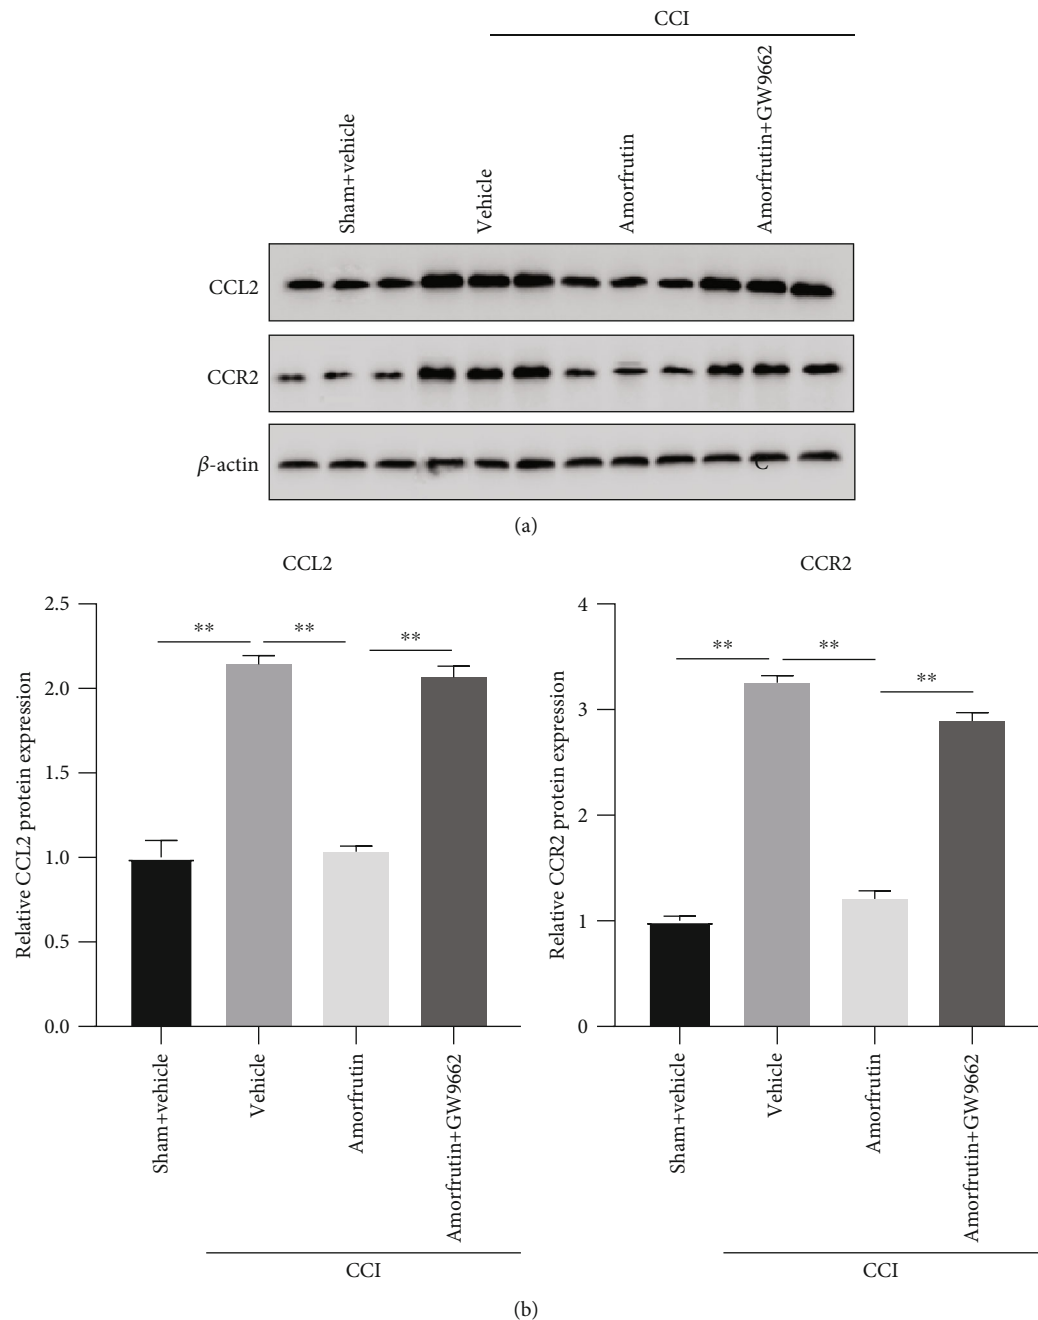 CCI
Sham+vehicle
Vehicle
Amorfrutin
Amorfrutin+GW9662
CCL2
CCR2
β-actin
C
(a)
CCL2
Relative CCL2 protein expression
2.5
2.0
1.5
1.0
0.5
0.0
**
**
**
Sham+vehicle
Vehicle
Amorfrutin
Amorfrutin+GW9662
CCI
CCR2
Relative CCR2 protein expression
4
3
2
1
0
**
**
**
Sham+vehicle
Vehicle
Amorfrutin
Amorfrutin+GW9662
CCI
(b)